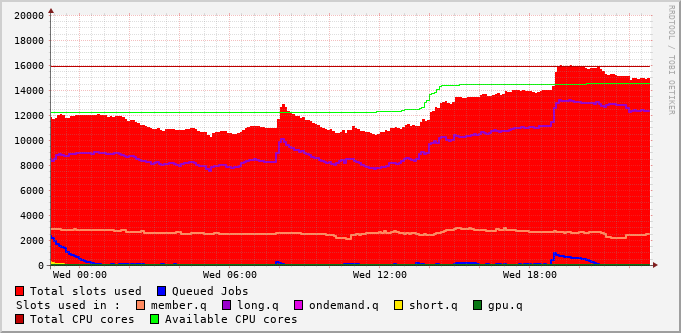 RRDTOOL / TOBI OETIKER
20000
18000
16000
14000
12000
10000
8000
6000
4000
2000
0
Wed 00:00 Wed 06:00 Wed 12:00 Wed 18:00
Total slots used Queued Jobs
Slots used in : member.q long.q ondemand.q short.q gpu.q
Total CPU cores Available CPU cores